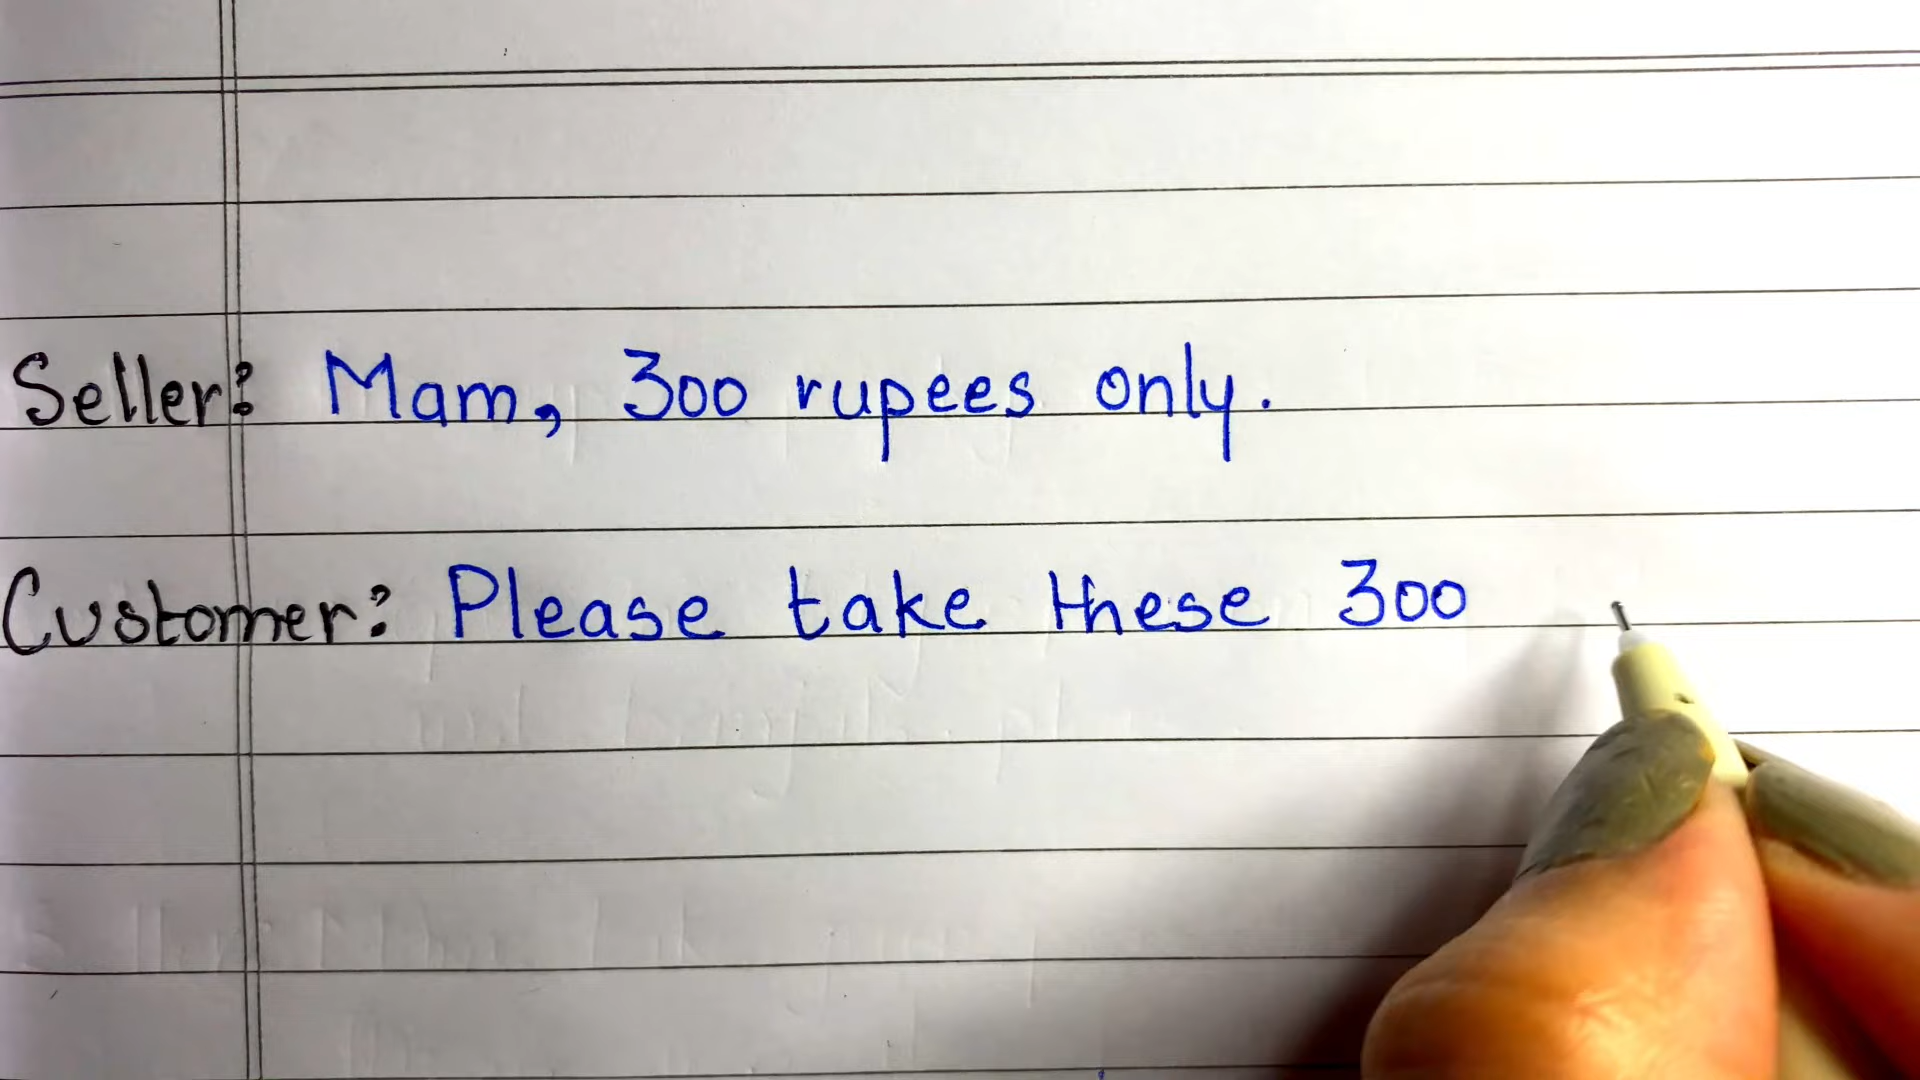 Seller: Mam, 300 rupees only.
Customer: Please take these 300